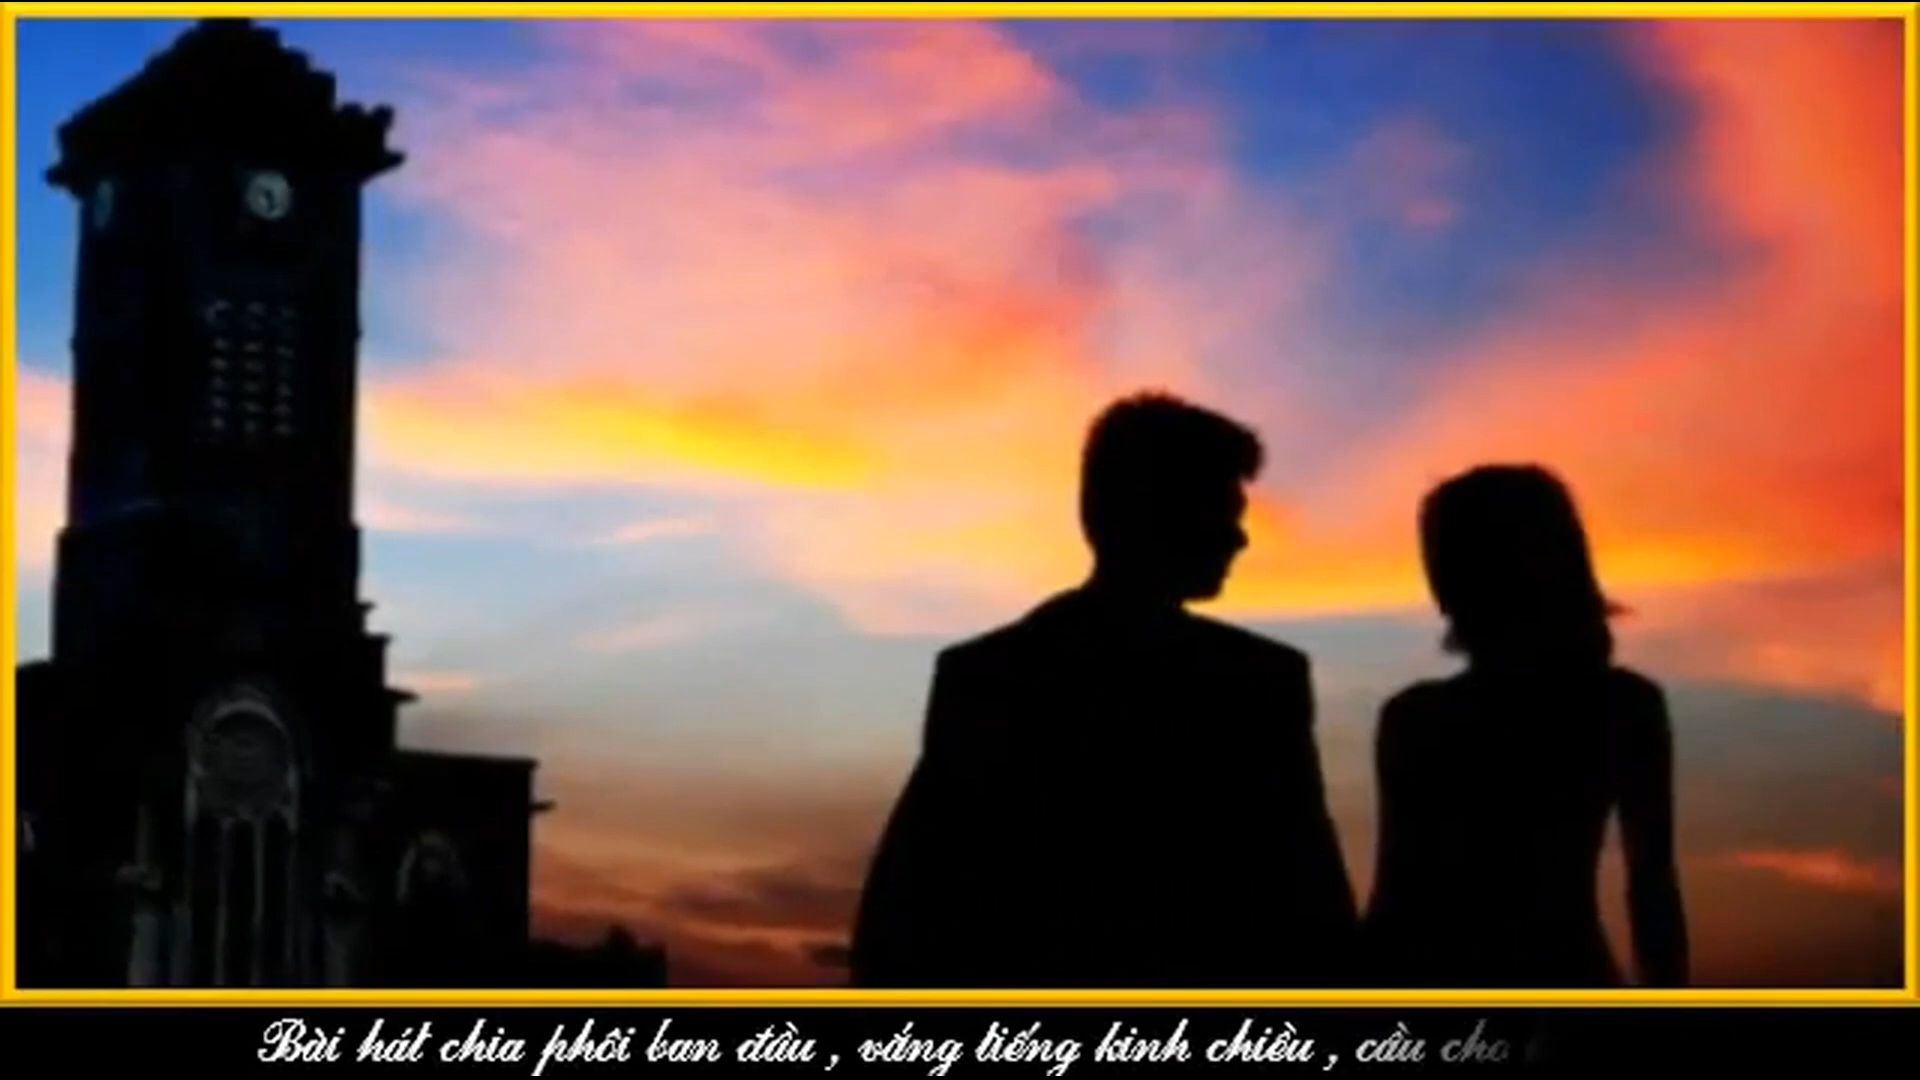 Bài hát chia phôi ban đầu , vắng tiếng kinh chiều , cầu cho